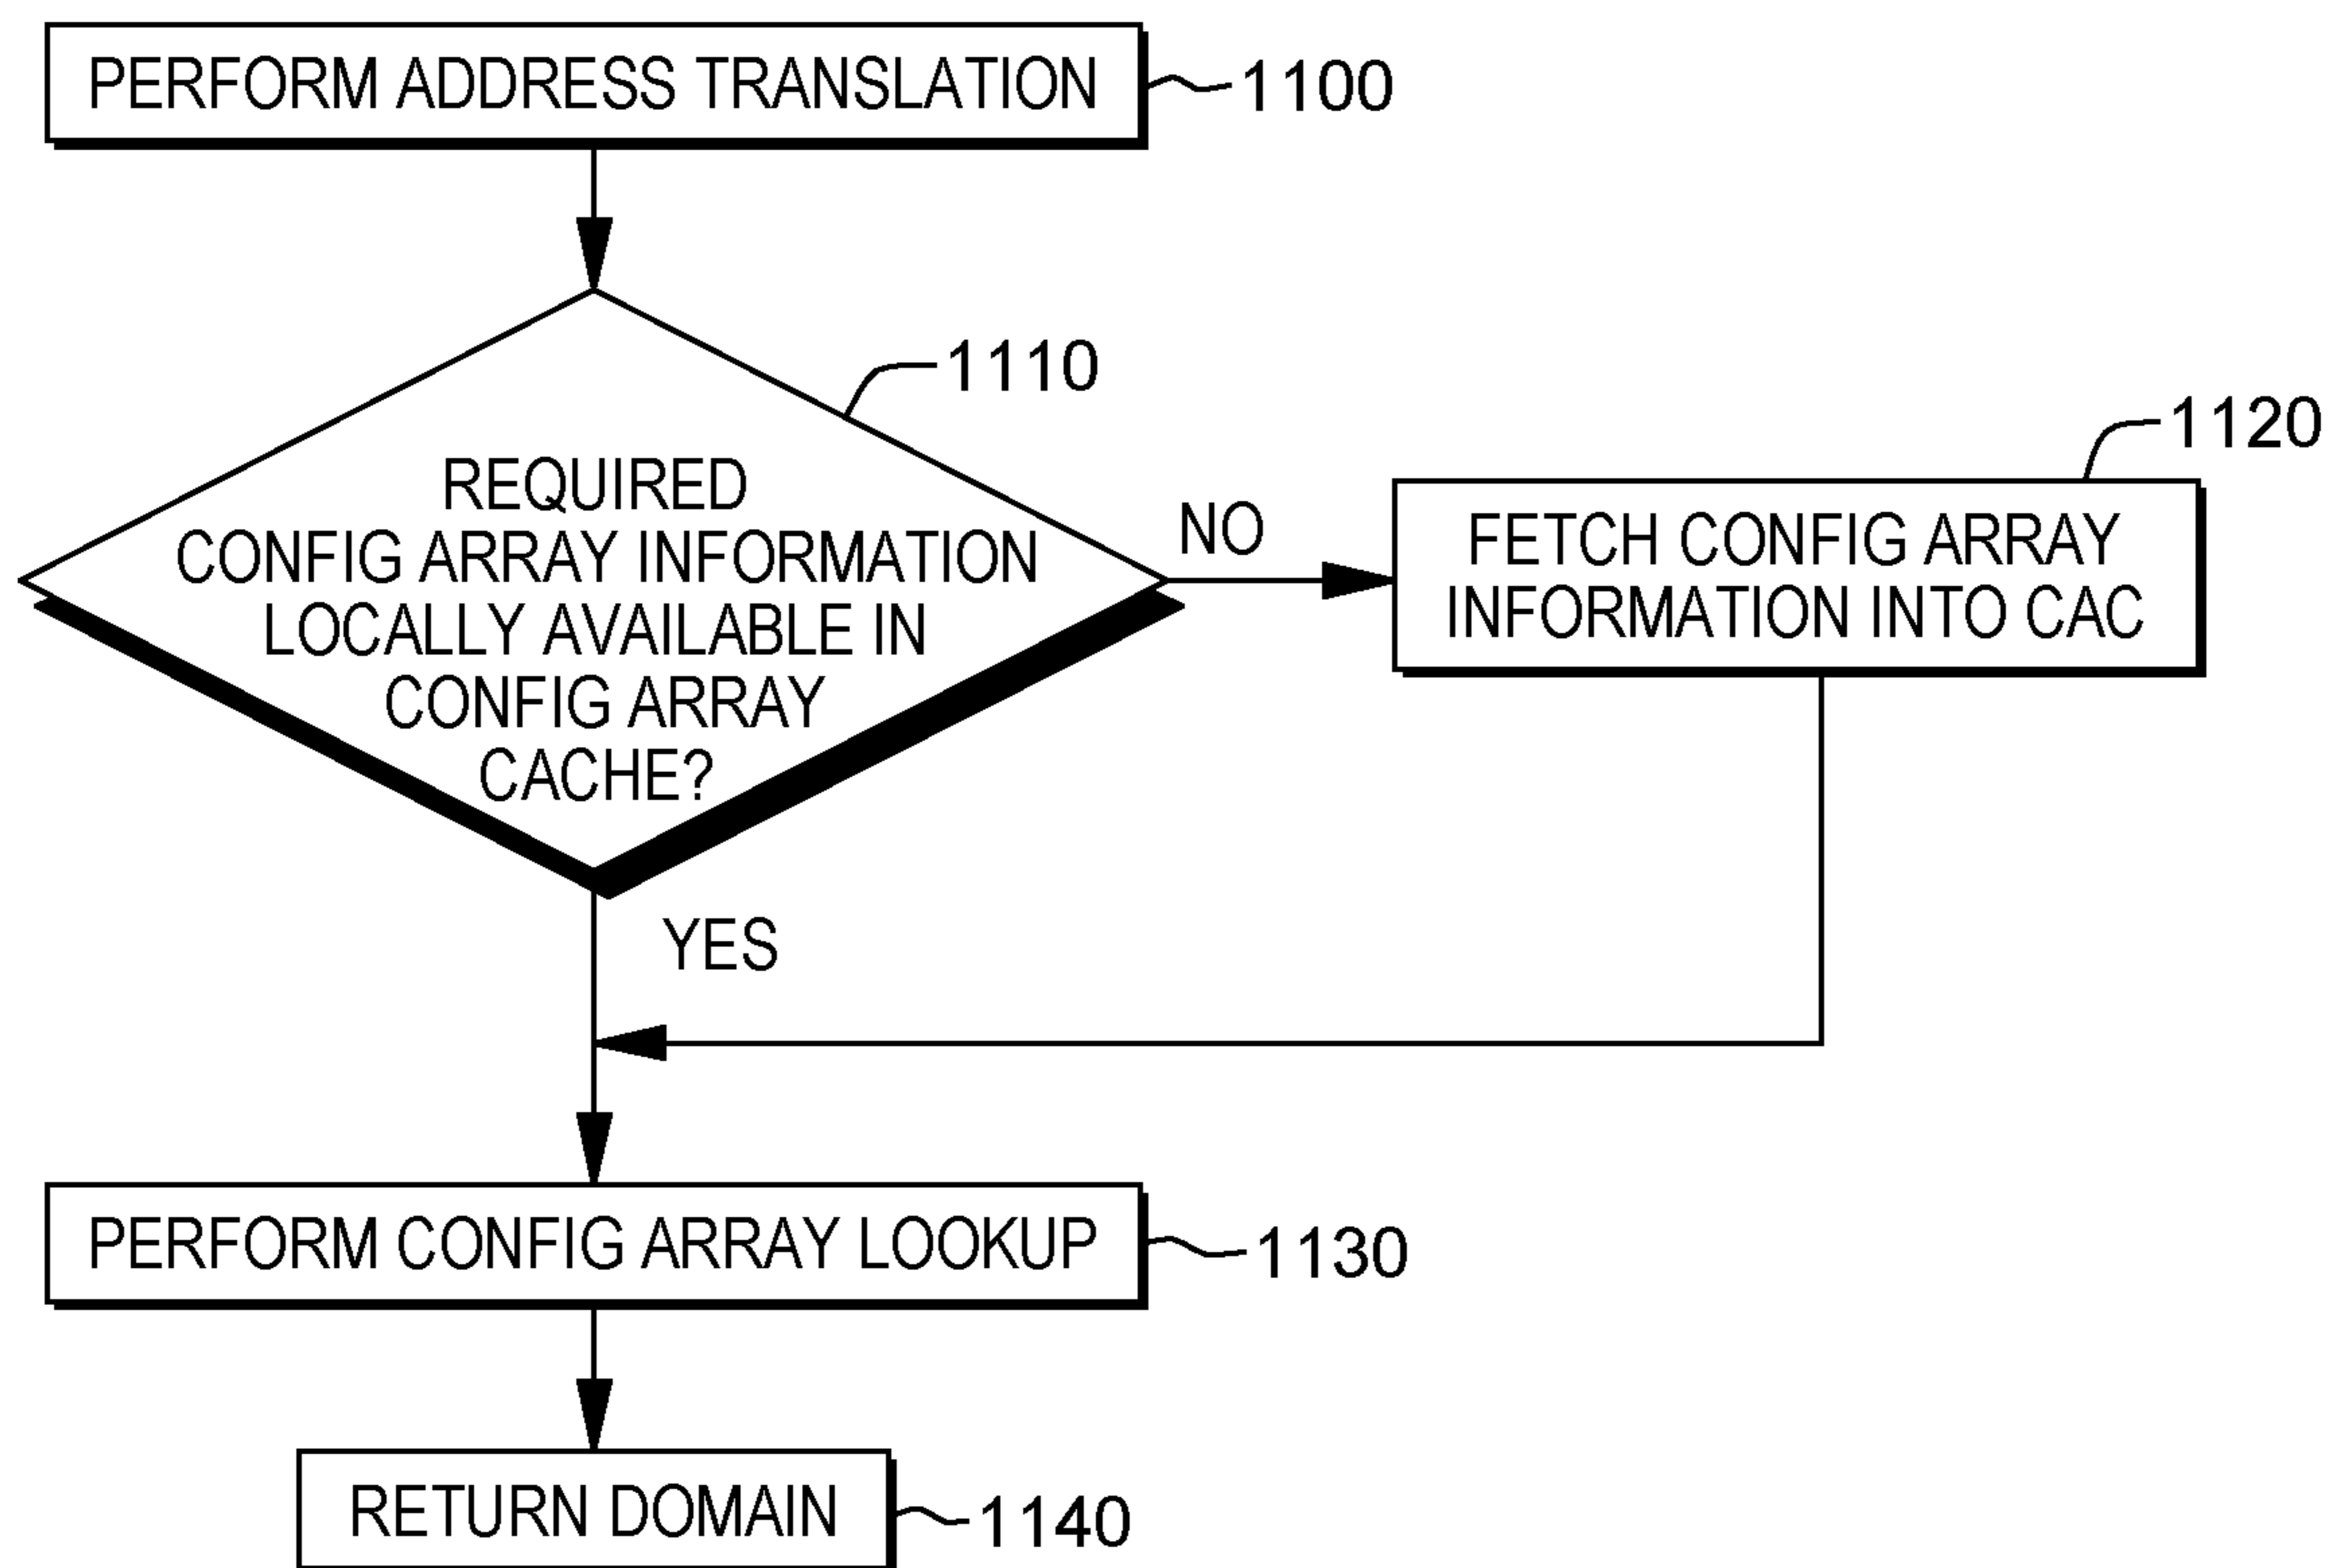 PERFORM ADDRESS TRANSLATION
1100
1110
REQUIRED
CONFIG ARRAY INFORMATION
LOCALLY AVAILABLE IN
CONFIG ARRAY
CACHE?
NO
1120
FETCH CONFIG ARRAY
INFORMATION INTO CAC
YES
PERFORM CONFIG ARRAY LOOKUP
1130
RETURN DOMAIN
1140